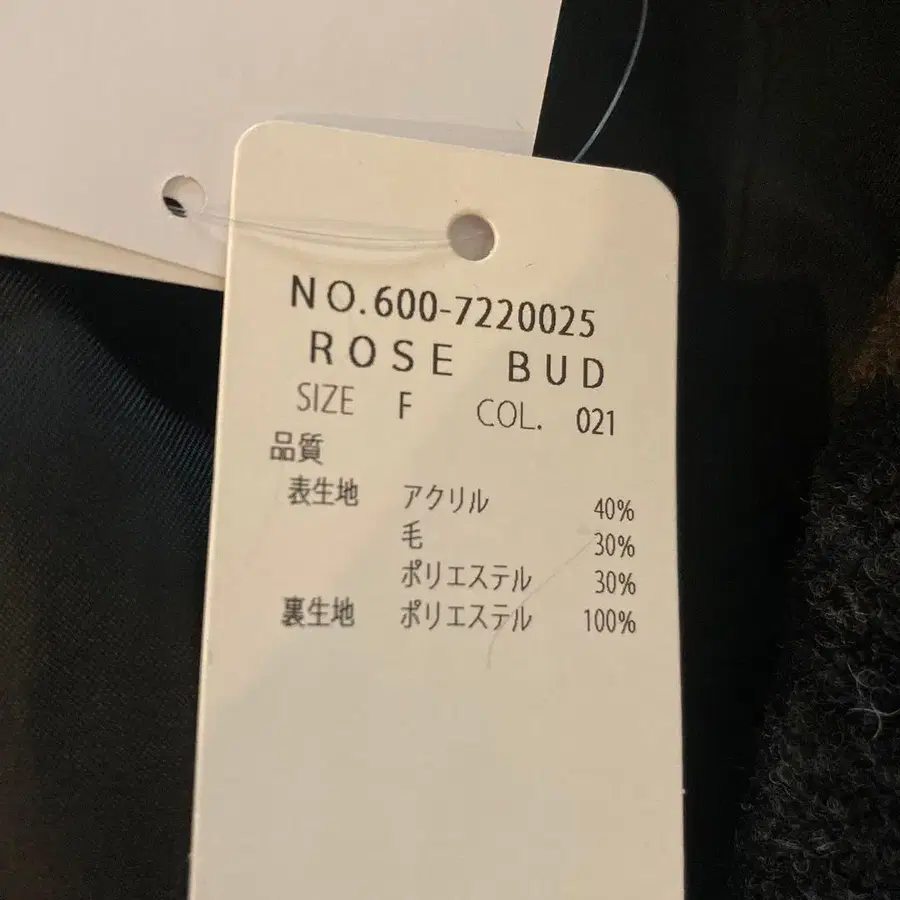 NO.600-7220025
ROSE BUD
SIZE F COL. 021
品質
表生地 アクリル 40%
毛 30%
ポリエステル 30%
裏生地 ポリエステル 100%